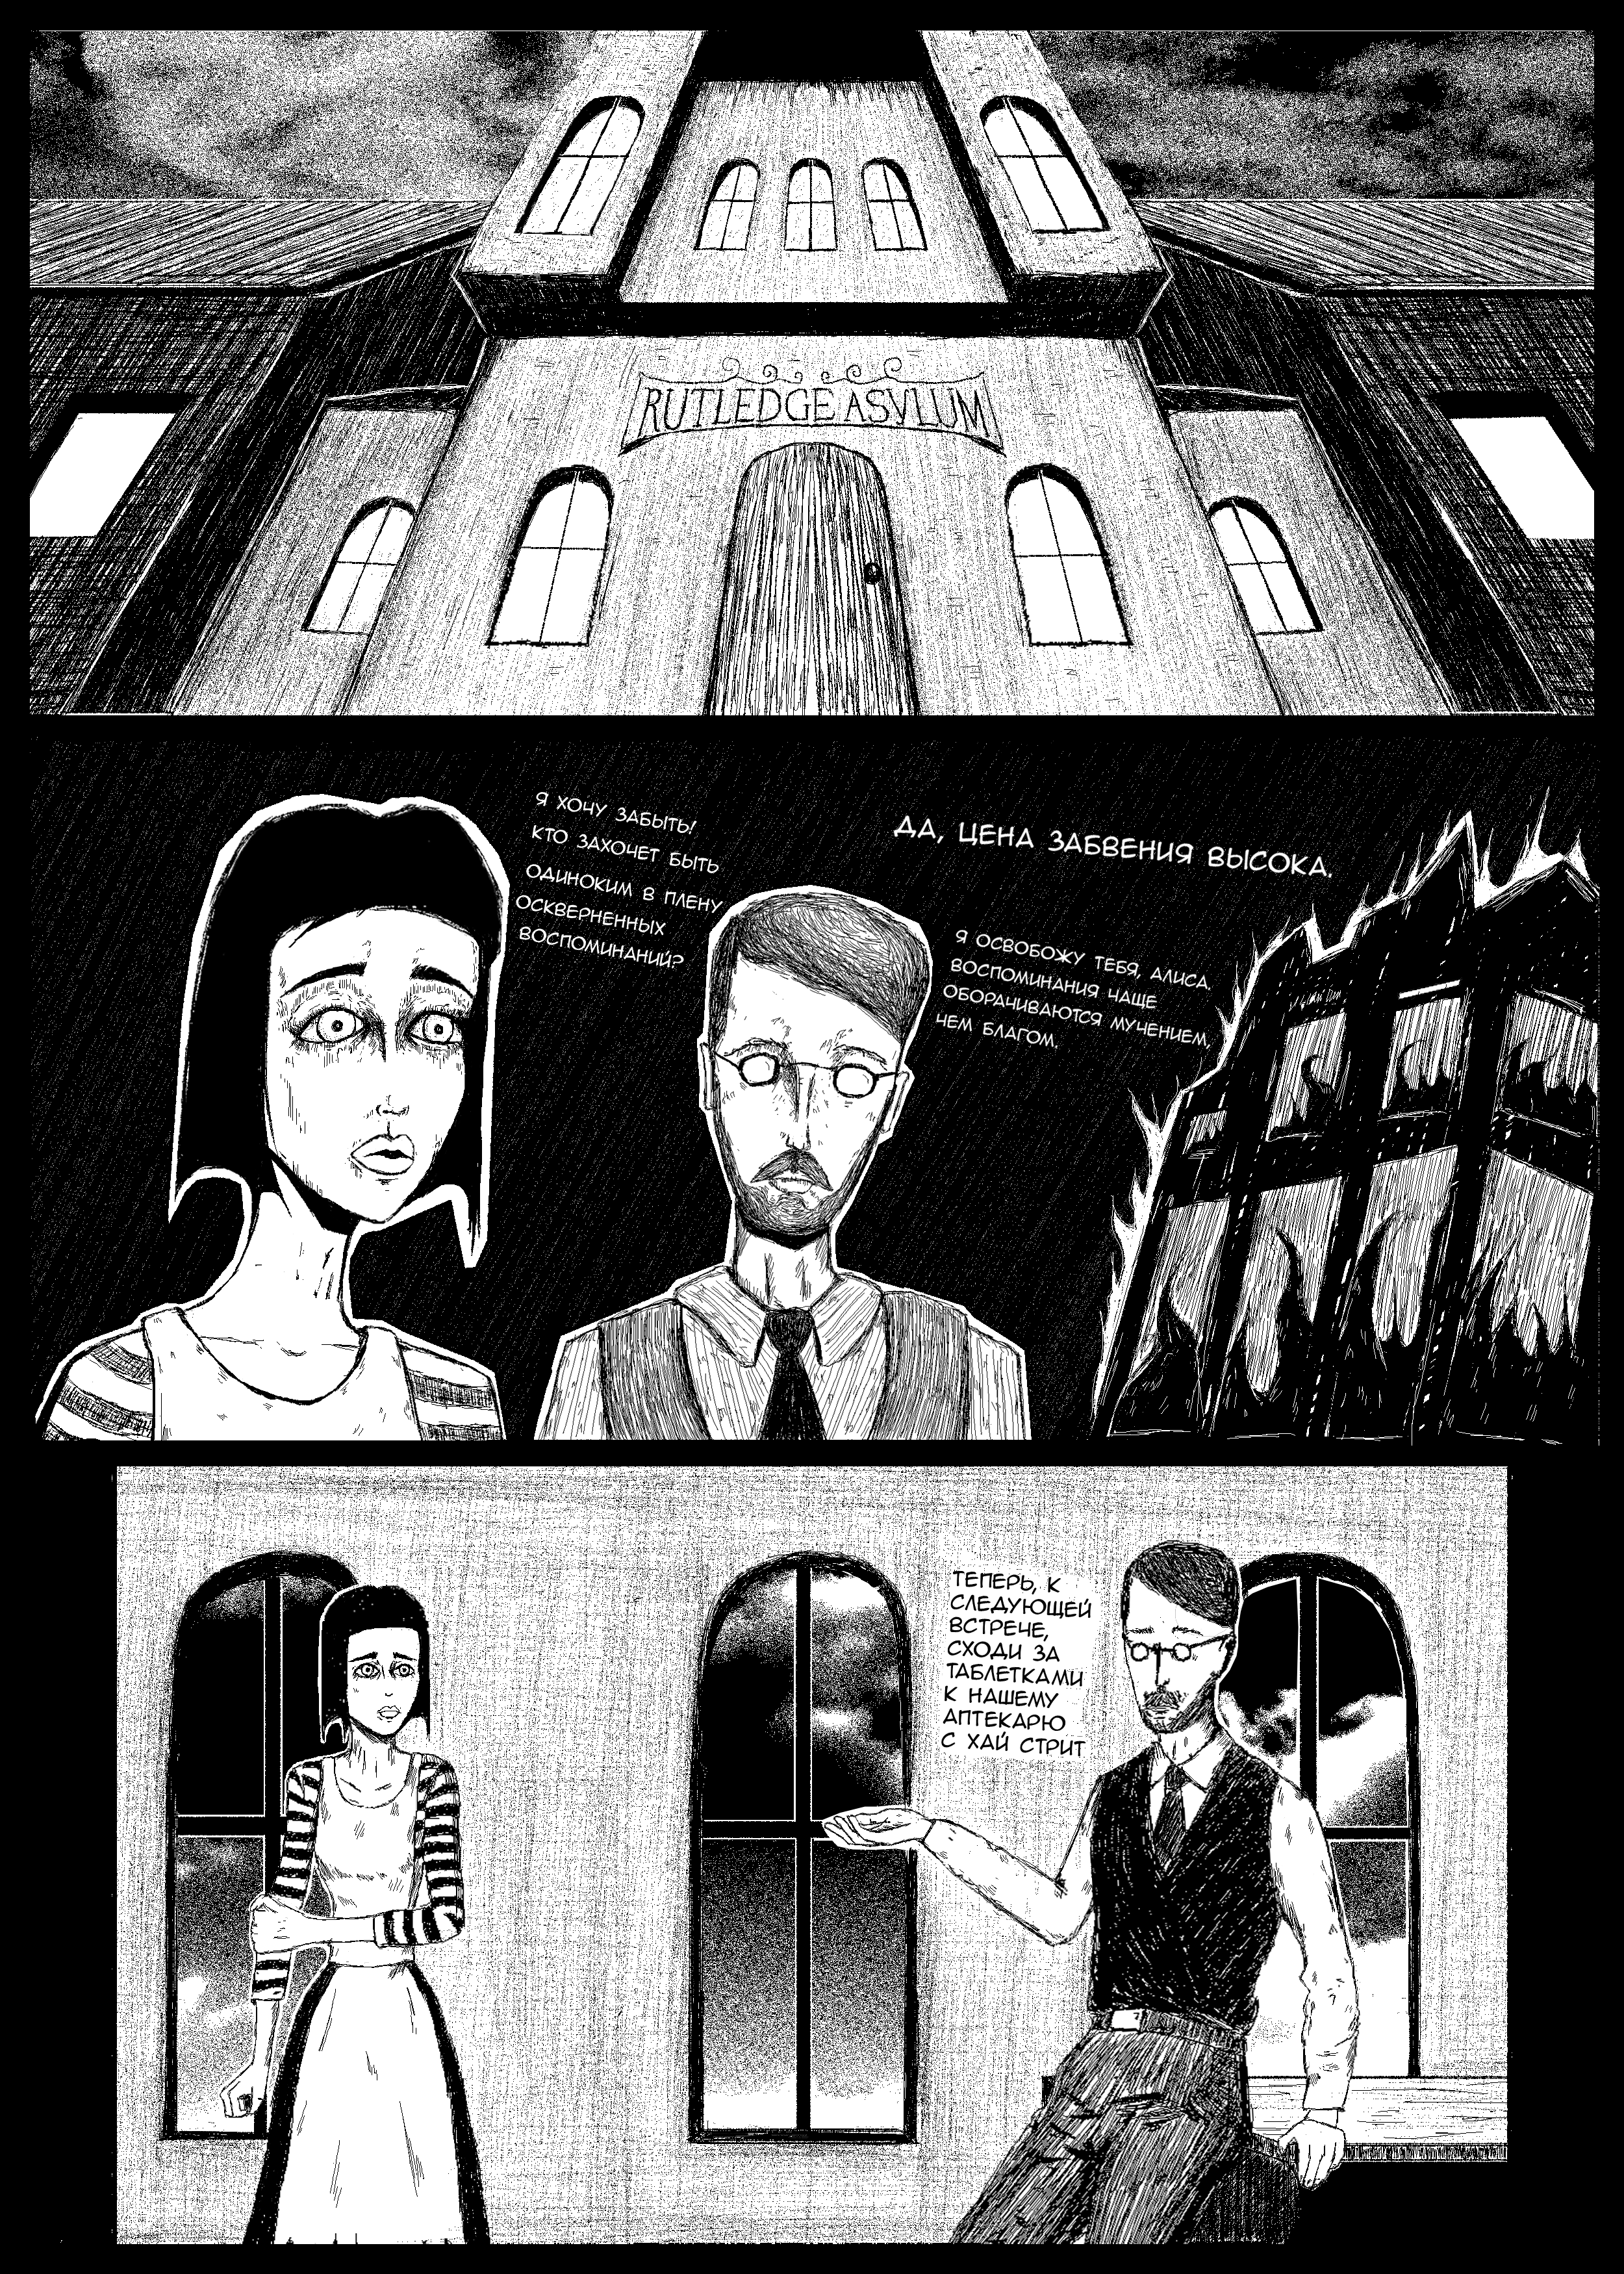 RUTLEDGE ASYLUM
Я ХОЧУ ЗАБЫТЬ!
КТО ЗАХОЧЕТ БЫТЬ
ОДИНОКИМ В ПЛЕНУ
ОСКВЕРНЕННЫХ
ВОСПОМИНАНИЙ?
ДА, ЦЕНА ЗАБВЕНИЯ ВЫСОКА.
Я ОСВОБОЖУ ТЕБЯ, АЛИСА.
ВОСПОМИНАНИЯ ЧАЩЕ
ОБОРАЧИВАЮТСЯ МУЧЕНИЕМ,
ЧЕМ БЛАГОМ.
ТЕПЕРЬ, К
СЛЕДУЮЩЕЙ
ВСТРЕЧЕ,
СХОДИ ЗА
ТАБЛЕТКАМИ
К НАШЕМУ
АПТЕКАРЮ
С ХАЙ СТРИТ